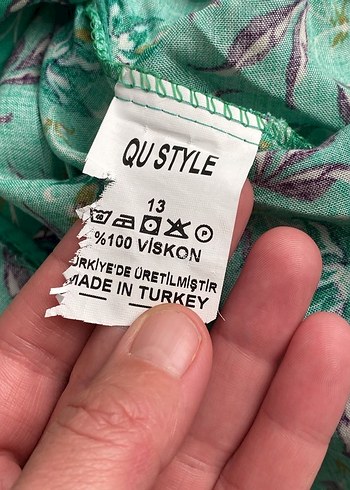 QU STYLE
13
P
%100 VİSKON
ÜRKİYE'DE ÜRETİLMİŞTİR
MADE IN TURKEY